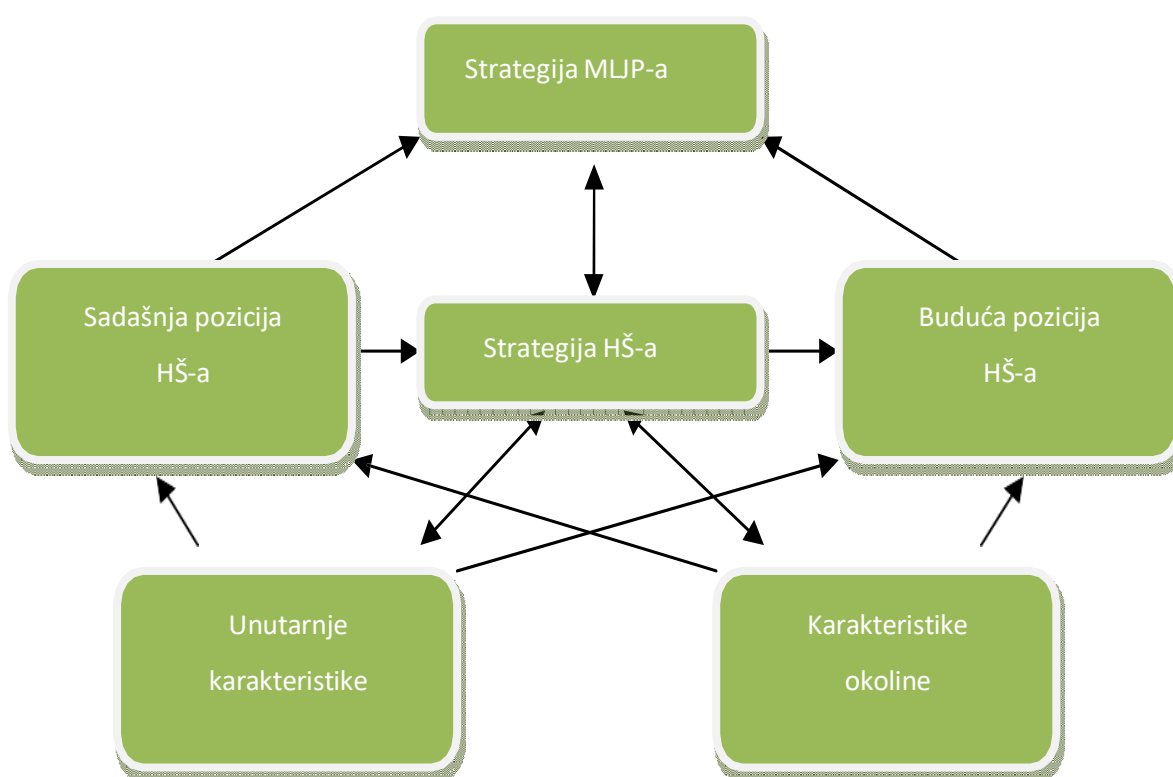 Strategija MLJP-a
Sadašnja pozicija
HŠ-a
Strategija HŠ-a
Buduća pozicija
HŠ-a
Unutarnje
karakteristike
Karakteristike
okoline